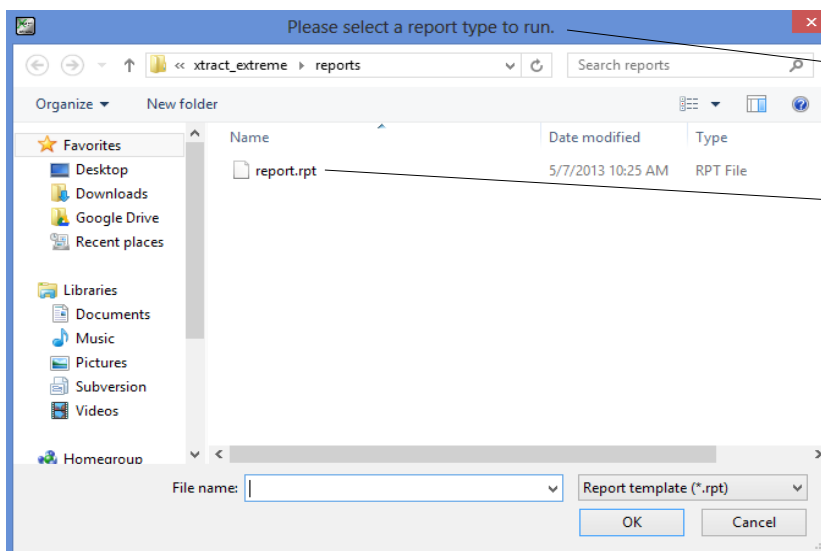 Please select a report type to run.
« xtract_extreme reports
Search reports
Organize New folder
Name Date modified Type
Favorites
Desktop
Downloads
Google Drive
Recent places
report.rpt 5/7/2013 10:25 AM RPT File
Libraries
Documents
Music
Pictures
Subversion
Videos
Homegroup
File name: Report template (*.rpt)
OK Cancel